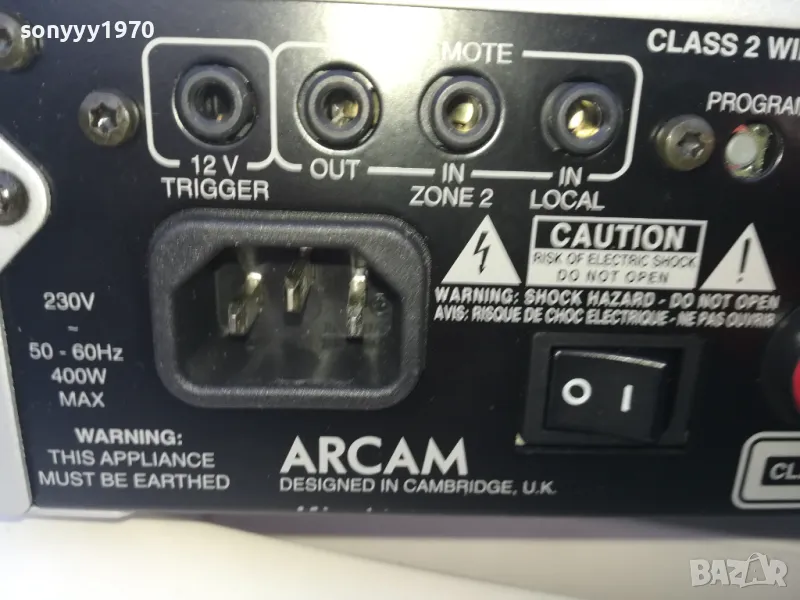 sonyyy1970
MOTE
CLASS 2 WI
PROGRAM
12 V
TRIGGER
OUT
IN
ZONE 2
IN
LOCAL
CAUTION
RISK OF ELECTRIC SHOCK
DO NOT OPEN
WARNING: SHOCK HAZARD - DO NOT OPEN
AVIS: RISQUE DE CHOC ELECTRIQUE - NE PAS OUVRIR
230V
~
50 - 60Hz
400W
MAX
O I
WARNING:
THIS APPLIANCE
MUST BE EARTHED
ARCAM
DESIGNED IN CAMBRIDGE, U.K.
CL
BAZAR